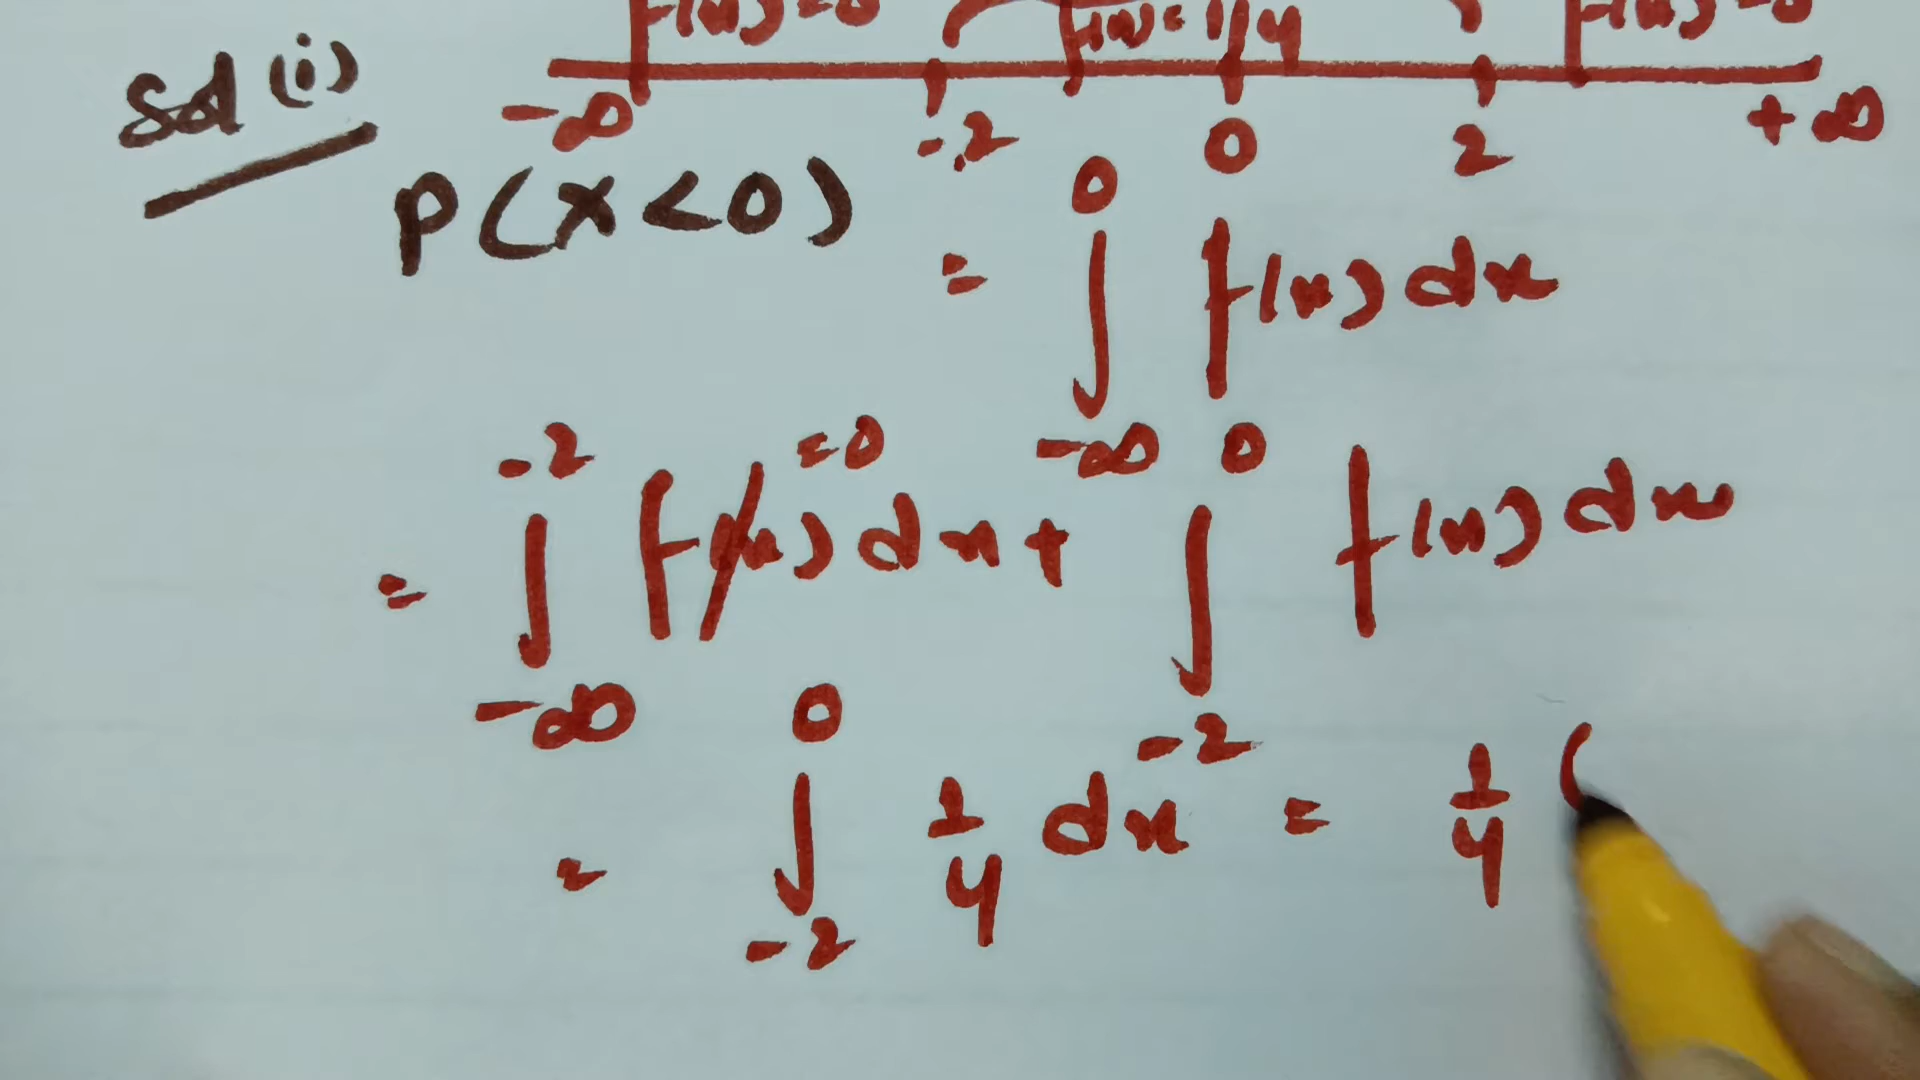 f(x)=0 f(x)=1/4 f(x)=0
Sol (i)
-∞ -2 0 2 +∞
P(X<0)
= ∫_{-∞}^{0} f(x) dx
= ∫_{-∞}^{-2} f(x) dx =0 + ∫_{-2}^{0} f(x) dx
= ∫_{-2}^{0} 1/4 dx = 1/4 (